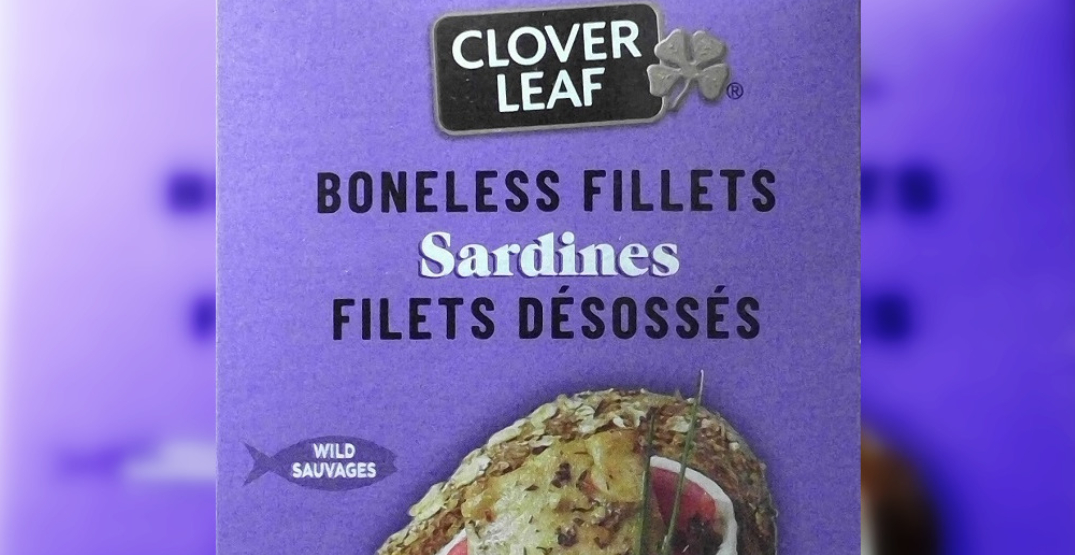 CLOVER
LEAF
®
BONELESS FILLETS
Sardines
FILETS DÉSOSSÉS
WILD
SAUVAGES